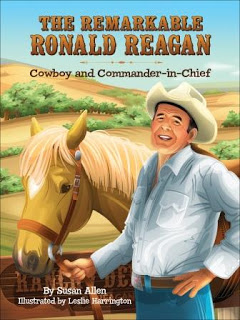 THE REMARKABLE
RONALD REAGAN
Cowboy and Commander-in-Chief
By Susan Allen
Illustrated by Leslie Harrington